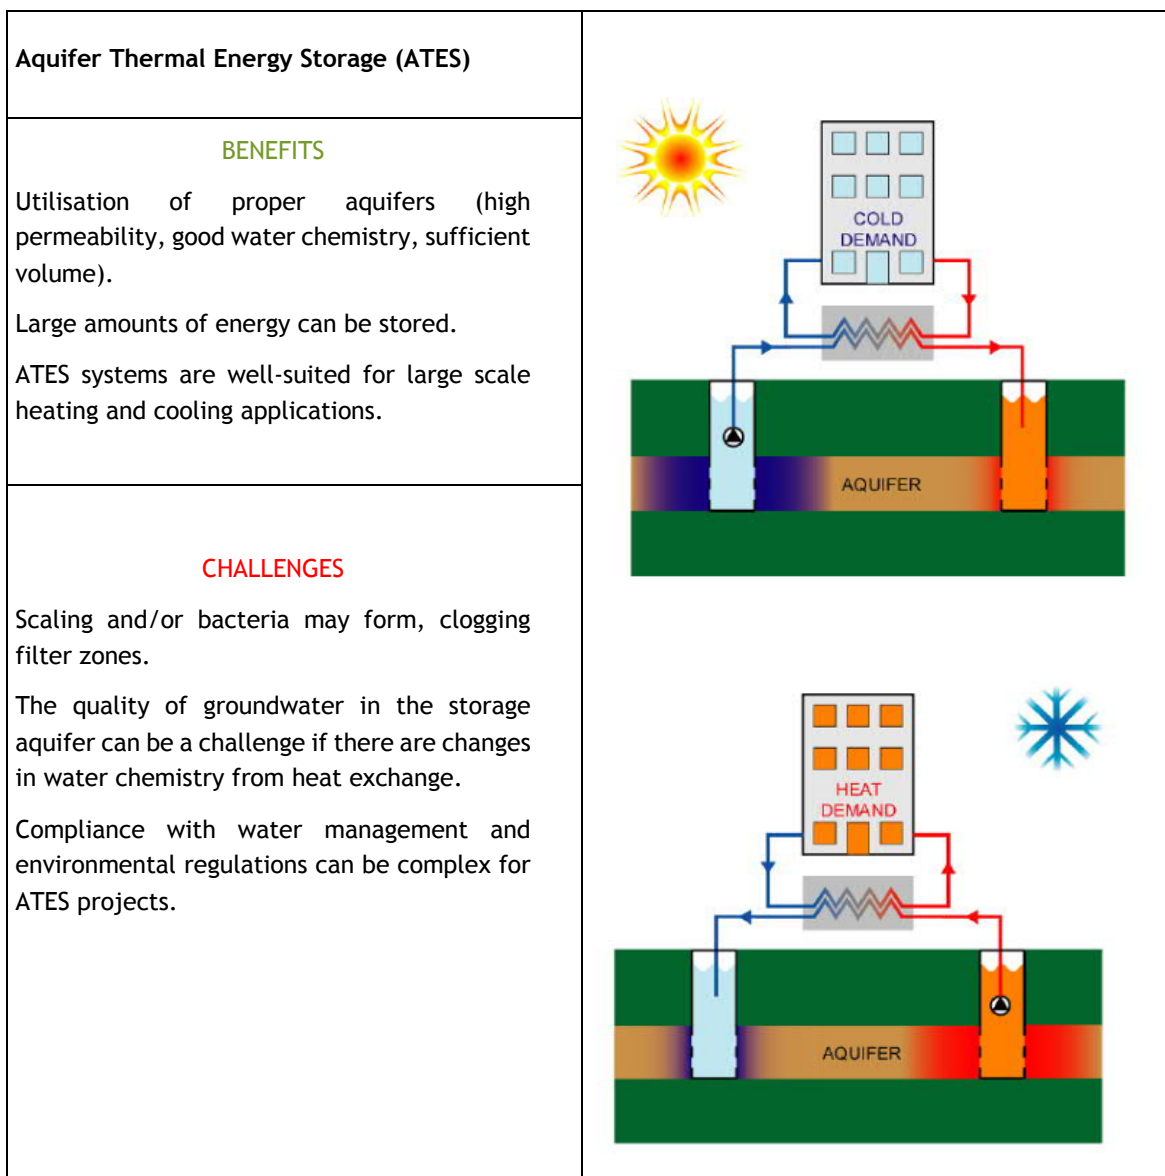 Aquifer Thermal Energy Storage (ATES)
BENEFITS
Utilisation of proper aquifers (high
permeability, good water chemistry, sufficient
volume).
Large amounts of energy can be stored.
ATES systems are well-suited for large scale
heating and cooling applications.
CHALLENGES
Scaling and/or bacteria may form, clogging
filter zones.
The quality of groundwater in the storage
aquifer can be a challenge if there are changes
in water chemistry from heat exchange.
Compliance with water management and
environmental regulations can be complex for
ATES projects.
COLD
DEMAND
AQUIFER
HEAT
DEMAND
AQUIFER